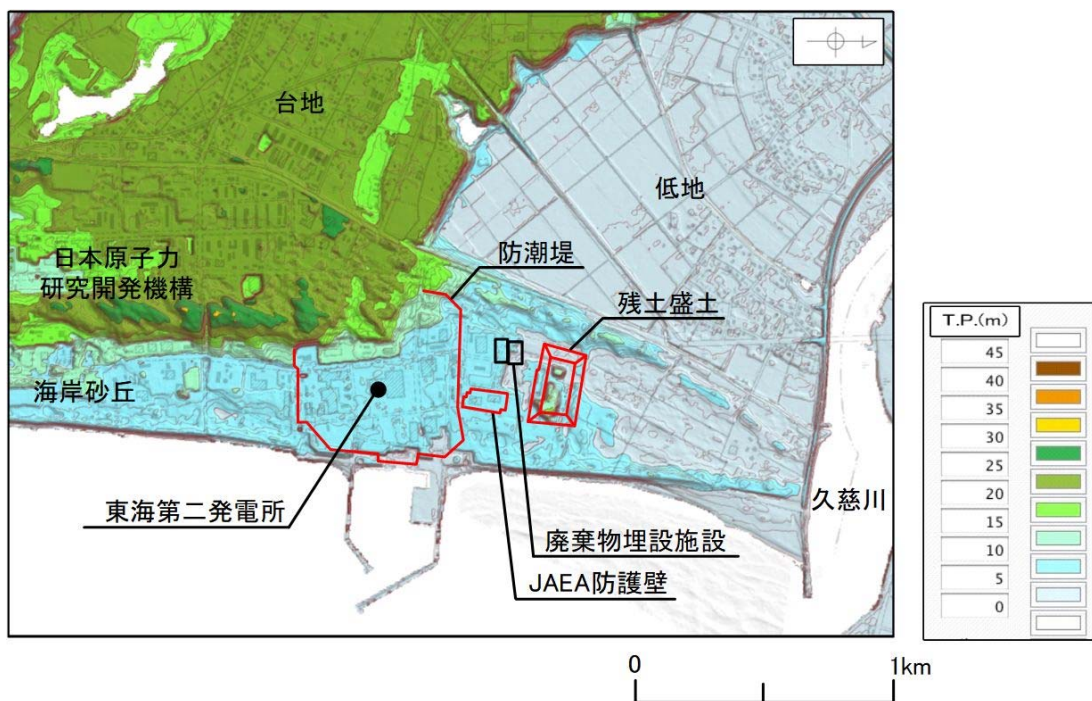 台地
低地
防潮堤
日本原子力
研究開発機構
残土盛土
海岸砂丘
東海第二発電所
久慈川
廃棄物埋設施設
JAEA防護壁
T.P.(m)
45
40
35
30
25
20
15
10
5
0
0
1km